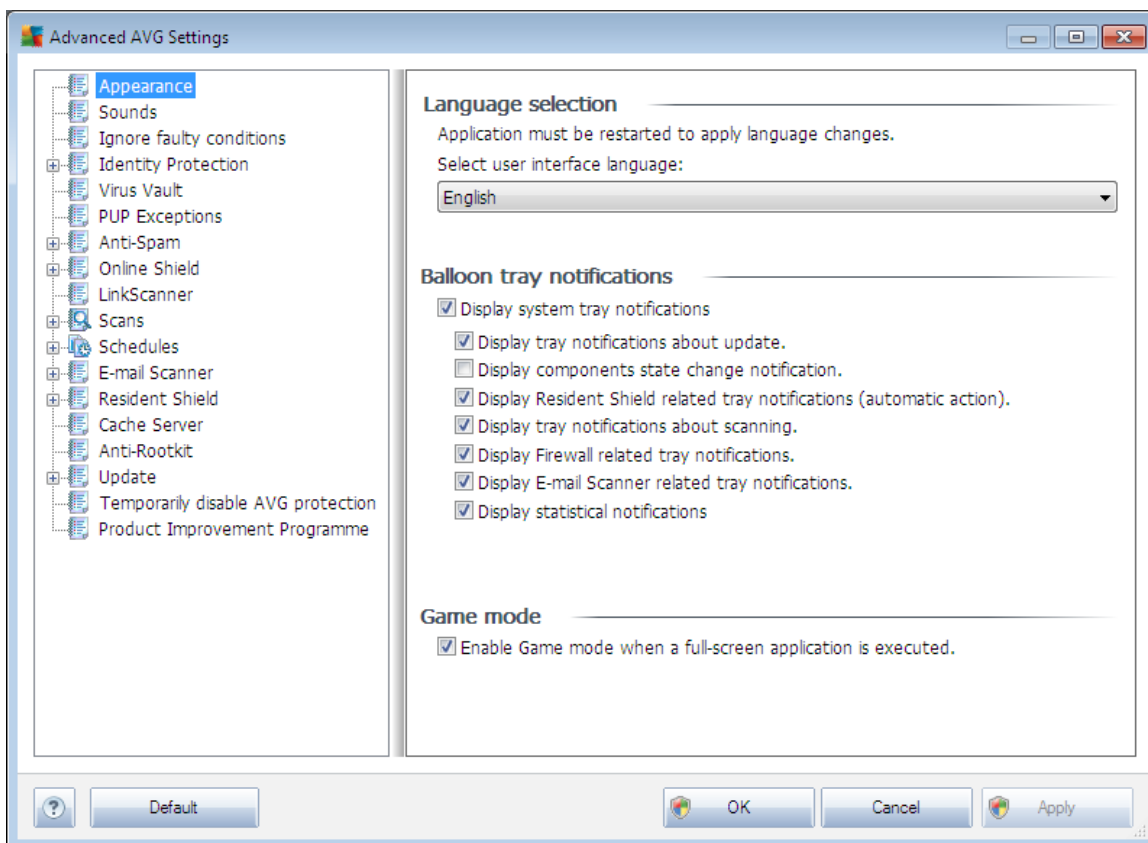 Advanced AVG Settings
Appearance
Sounds
Ignore faulty conditions
Identity Protection
Virus Vault
PUP Exceptions
Anti-Spam
Online Shield
LinkScanner
Scans
Schedules
E-mail Scanner
Resident Shield
Cache Server
Anti-Rootkit
Update
Temporarily disable AVG protection
Product Improvement Programme
Language selection
Application must be restarted to apply language changes.
Select user interface language:
English
Balloon tray notifications
Display system tray notifications
Display tray notifications about update.
Display components state change notification.
Display Resident Shield related tray notifications (automatic action).
Display tray notifications about scanning.
Display Firewall related tray notifications.
Display E-mail Scanner related tray notifications.
Display statistical notifications
Game mode
Enable Game mode when a full-screen application is executed.
?
Default
OK
Cancel
Apply